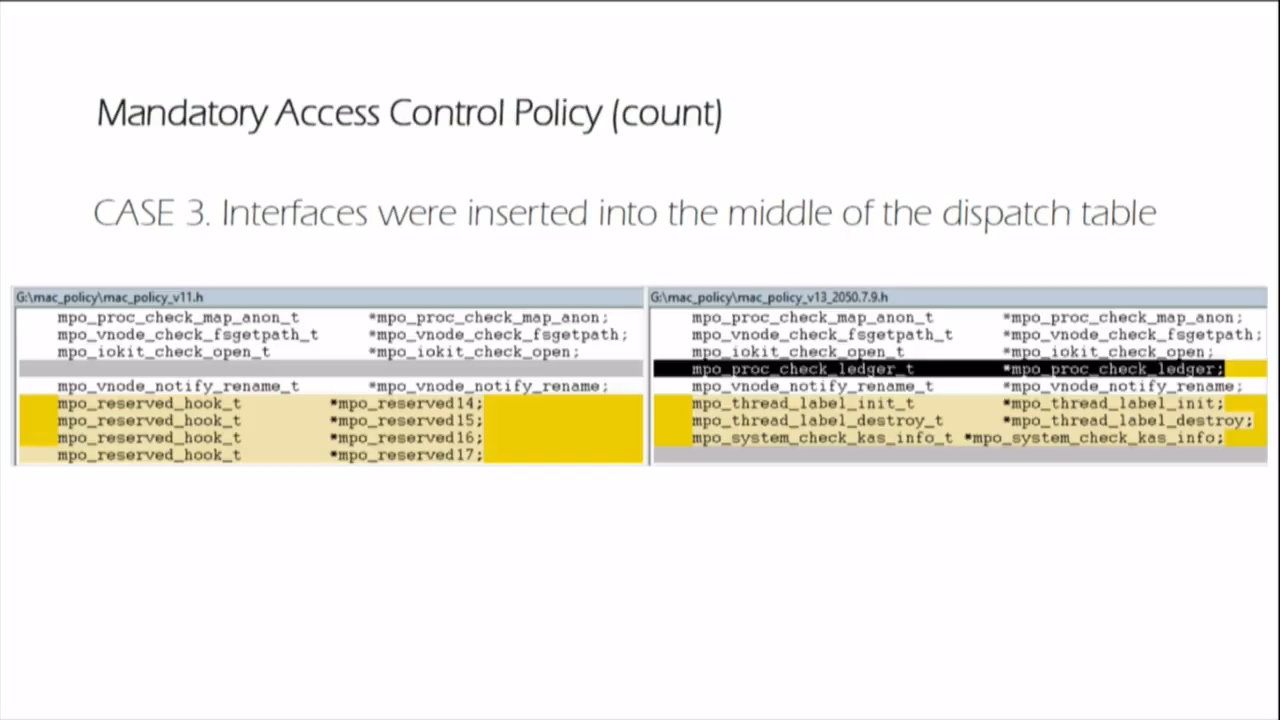 Mandatory Access Control Policy (count)
CASE 3. Interfaces were inserted into the middle of the dispatch table
G:\mac_policy\mac_policy_v11.h
mpo_proc_check_map_anon_t *mpo_proc_check_map_anon;
mpo_vnode_check_fsgetpath_t *mpo_vnode_check_fsgetpath;
mpo_iokit_check_open_t *mpo_iokit_check_open;
mpo_vnode_notify_rename_t *mpo_vnode_notify_rename;
mpo_reserved_hook_t *mpo_reserved14;
mpo_reserved_hook_t *mpo_reserved15;
mpo_reserved_hook_t *mpo_reserved16;
mpo_reserved_hook_t *mpo_reserved17;
G:\mac_policy\mac_policy_v13_2050.7.9.h
mpo_proc_check_map_anon_t *mpo_proc_check_map_anon;
mpo_vnode_check_fsgetpath_t *mpo_vnode_check_fsgetpath;
mpo_iokit_check_open_t *mpo_iokit_check_open;
mpo_proc_check_ledger_t *mpo_proc_check_ledger;
mpo_vnode_notify_rename_t *mpo_vnode_notify_rename;
mpo_thread_label_init_t *mpo_thread_label_init;
mpo_thread_label_destroy_t *mpo_thread_label_destroy;
mpo_system_check_kas_info_t *mpo_system_check_kas_info;